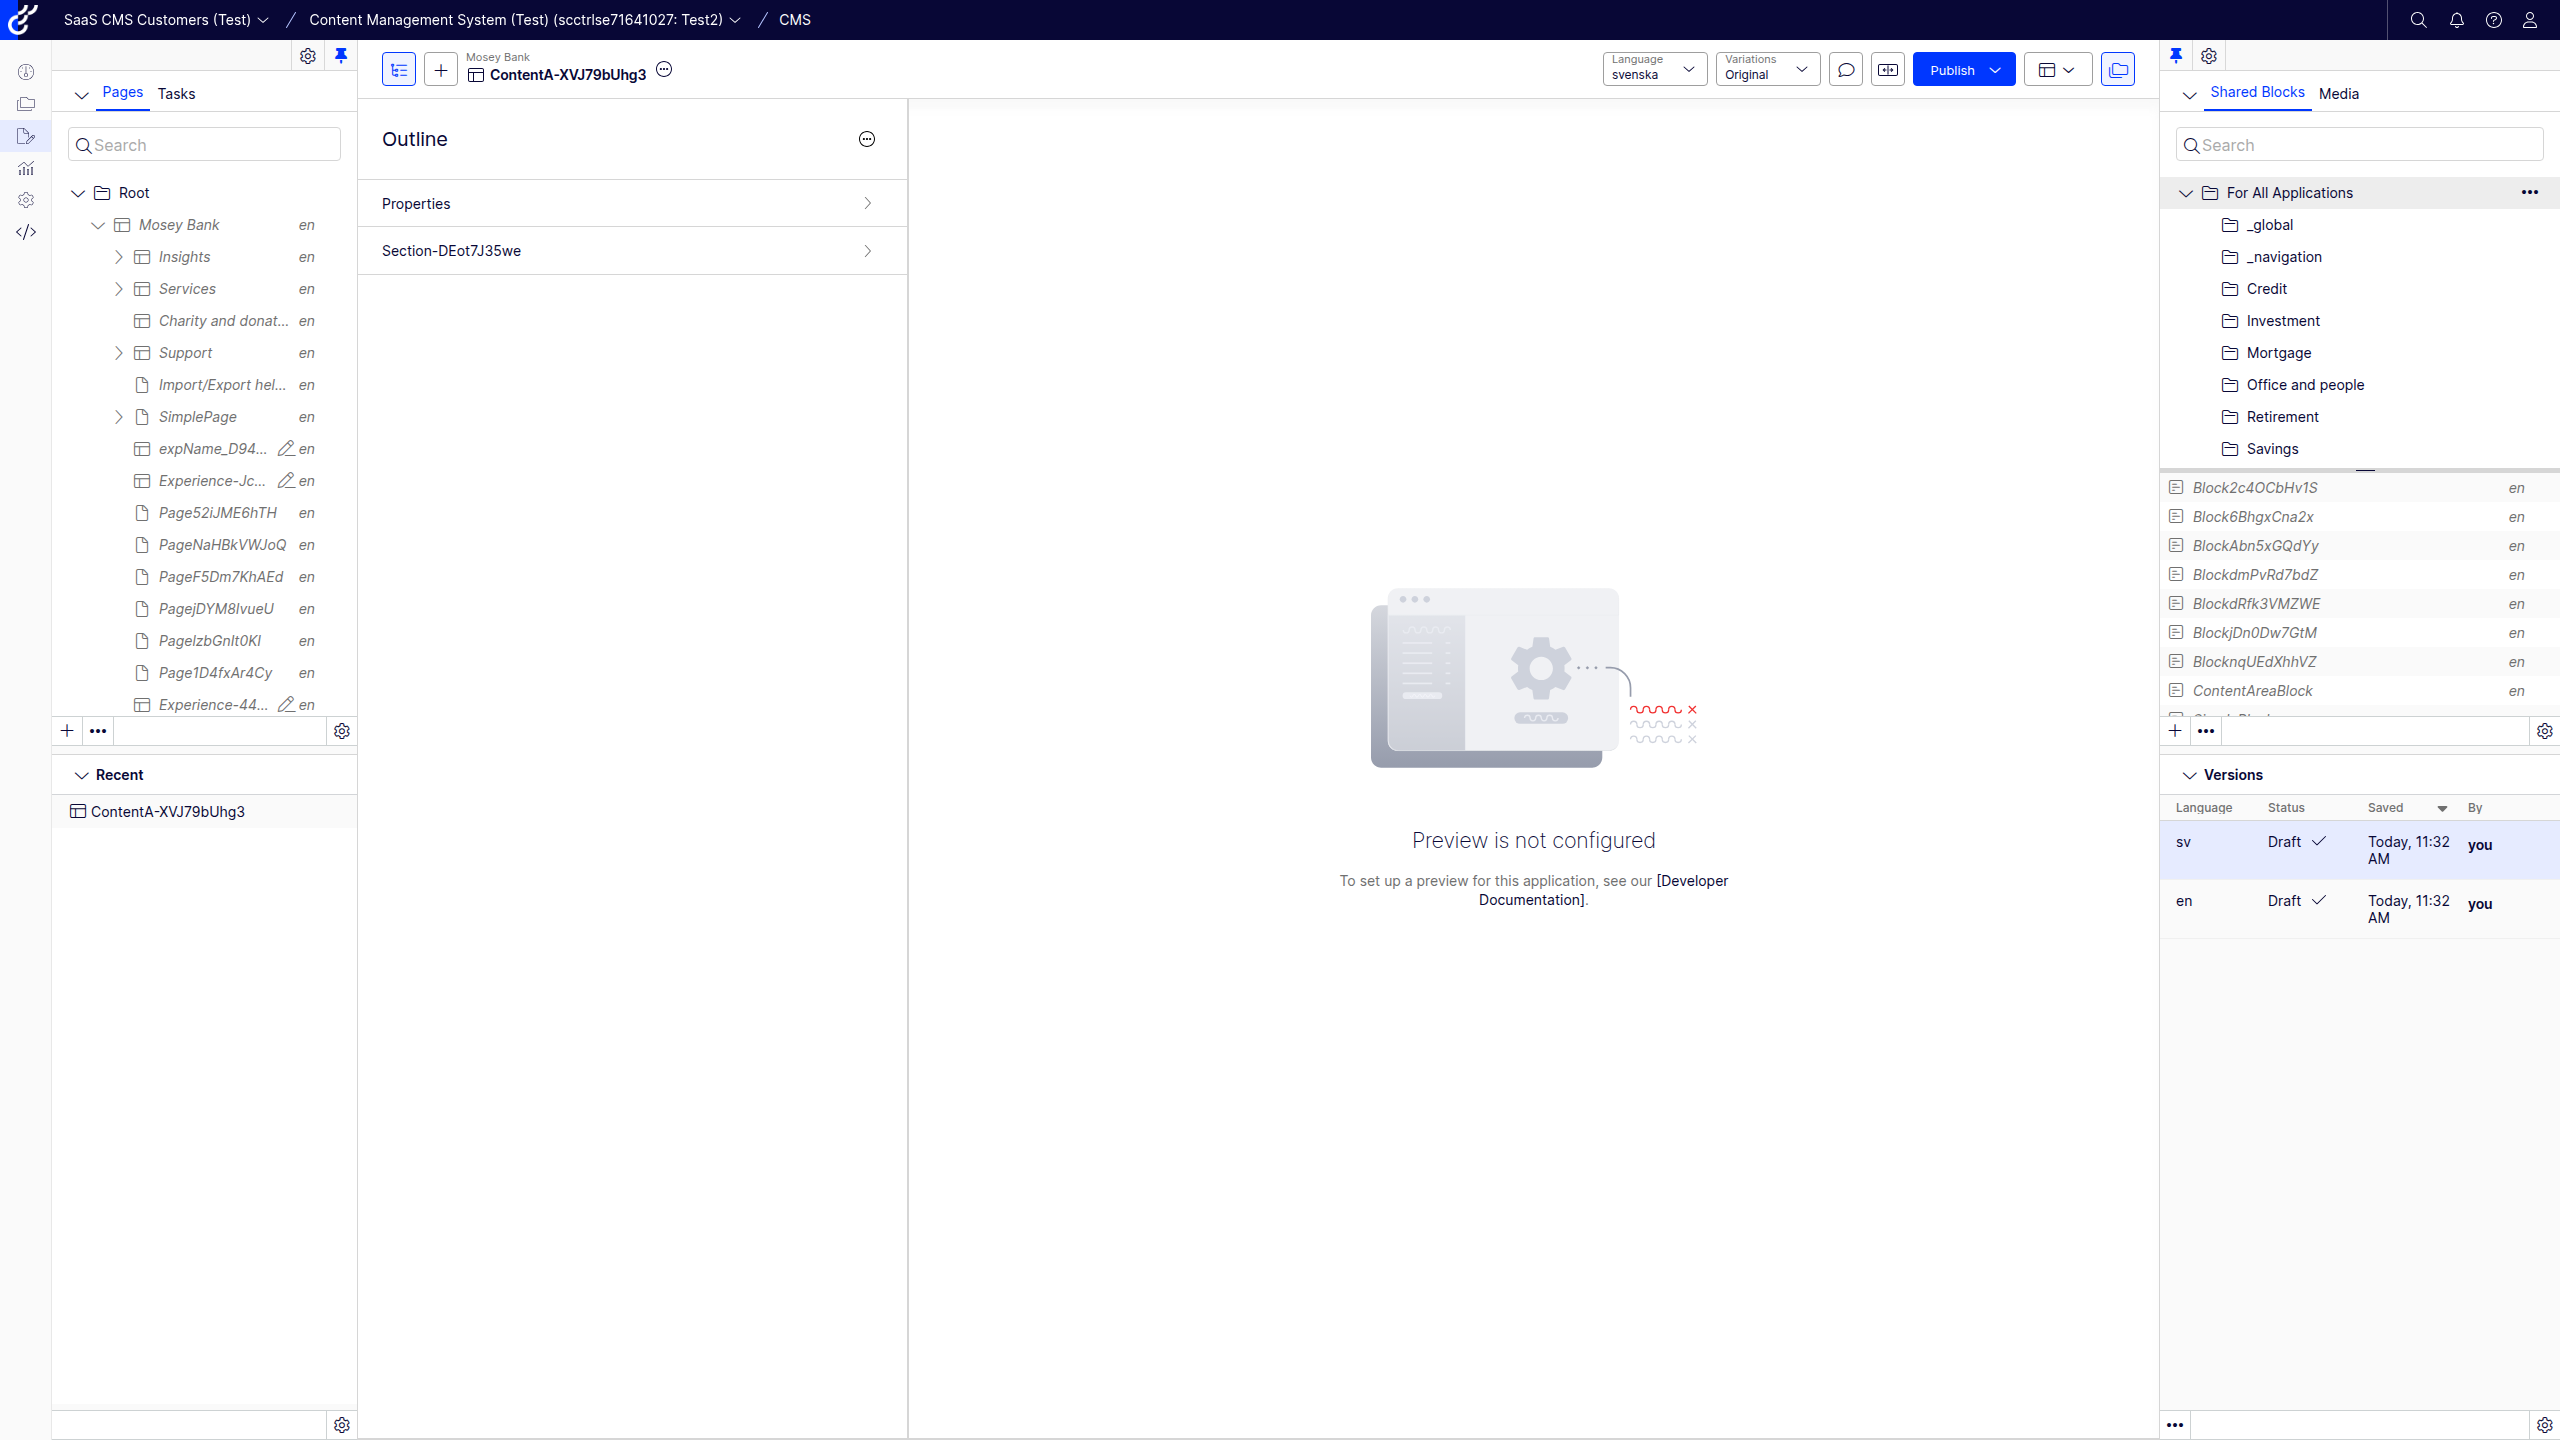 SaaS CMS Customers (Test)
Content Management System (Test) (scctrlse71641027: Test2)
CMS
Pages
Tasks
Search
Root
Mosey Bank en
Insights en
Services en
Charity and donat... en
Support en
Import/Export hel... en
SimplePage en
expName_D94... en
Experience-Jc... en
Page52iJME6hTH en
PageNaHBkVWJoQ en
PageF5Dm7KhAEd en
PagejDYM8IvueU en
PageIzbGnlt0KI en
Page1D4fxAr4Cy en
Experience-44... en
Recent
ContentA-XVJ79bUhg3
Mosey Bank
ContentA-XVJ79bUhg3
Language
svenska
Variations
Original
Publish
Outline
Properties
Section-DEot7J35we
Preview is not configured
To set up a preview for this application, see our [Developer
Documentation].
Shared Blocks
Media
Search
For All Applications
_global
_navigation
Credit
Investment
Mortgage
Office and people
Retirement
Savings
Block2c4OCbHv1S en
Block6BhgxCna2x en
BlockAbn5xGQdYy en
BlockdmPvRd7bdZ en
BlockdRfk3VMZWE en
BlockjDn0Dw7GtM en
BlocknqUEdXhhVZ en
ContentAreaBlock en
Versions
Language Status Saved By
sv Draft Today, 11:32 AM you
en Draft Today, 11:32 AM you